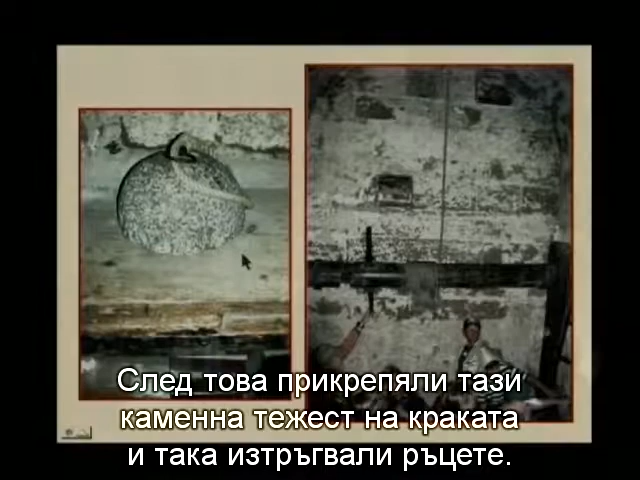 След това прикрепяли тази
каменна тежест на краката
и така изтръгвали ръцете.